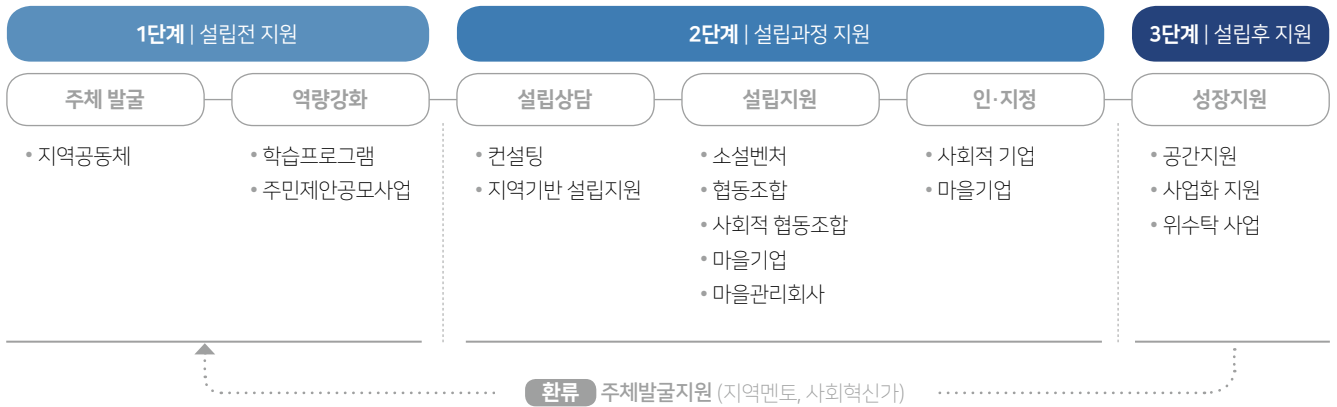 1단계 | 설립전 지원
2단계 | 설립과정 지원
3단계 | 설립후 지원
주체 발굴
역량강화
설립상담
설립지원
인·지정
성장지원
• 지역공동체
• 학습프로그램
• 주민제안공모사업
• 컨설팅
• 지역기반 설립지원
• 소설벤처
• 협동조합
• 사회적 협동조합
• 마을기업
• 마을관리회사
• 사회적 기업
• 마을기업
• 공간지원
• 사업화 지원
• 위수탁 사업
환류 주체발굴지원 (지역멘토, 사회혁신가)